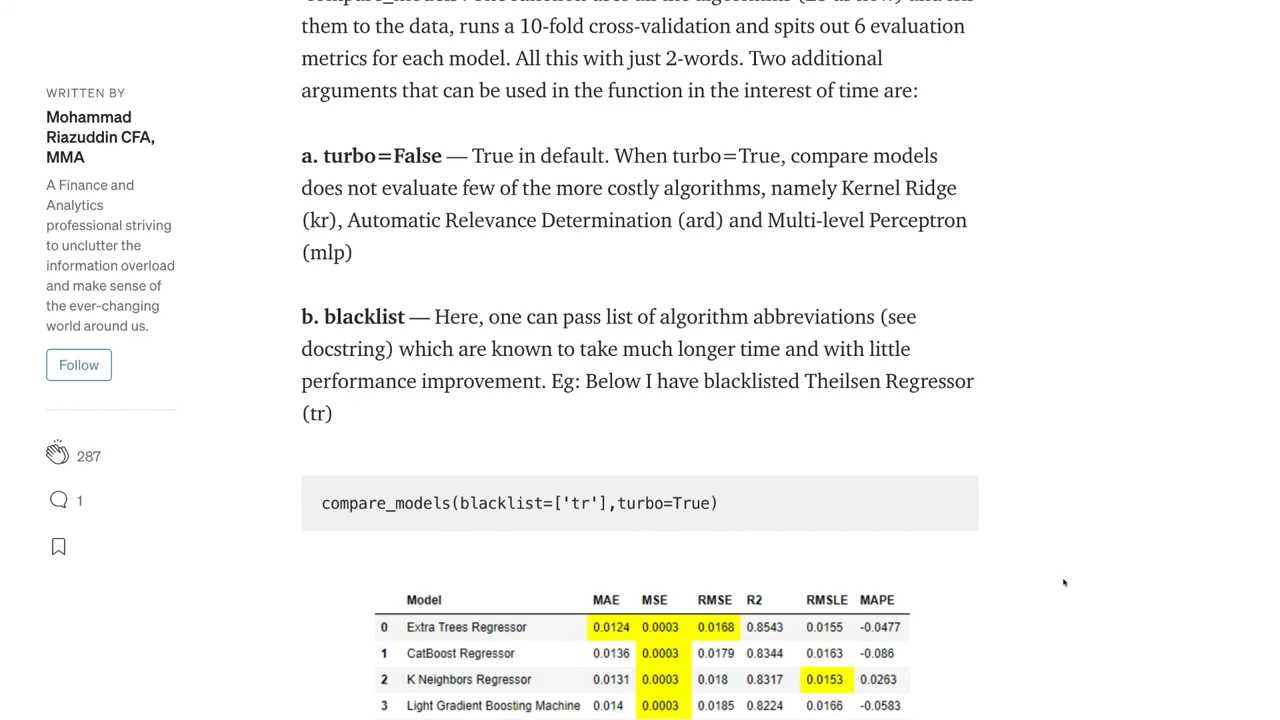 them to the data, runs a 10-fold cross-validation and spits out 6 evaluation
metrics for each model. All this with just 2-words. Two additional
arguments that can be used in the function in the interest of time are:
WRITTEN BY
Mohammad
Riazuddin CFA,
MMA
A Finance and
Analytics
professional striving
to unclutter the
information overload
and make sense of
the ever-changing
world around us.
Follow
287
1
a. turbo=False — True in default. When turbo=True, compare models
does not evaluate few of the more costly algorithms, namely Kernel Ridge
(kr), Automatic Relevance Determination (ard) and Multi-level Perceptron
(mlp)
b. blacklist — Here, one can pass list of algorithm abbreviations (see
docstring) which are known to take much longer time and with little
performance improvement. Eg: Below I have blacklisted Theilsen Regressor
(tr)
compare_models(blacklist=['tr'],turbo=True)
Model MAE MSE RMSE R2 RMSLE MAPE
0 Extra Trees Regressor 0.0124 0.0003 0.0168 0.8543 0.0155 -0.0477
1 CatBoost Regressor 0.0136 0.0003 0.0179 0.8344 0.0163 -0.086
2 K Neighbors Regressor 0.0131 0.0003 0.018 0.8317 0.0153 0.0263
3 Light Gradient Boosting Machine 0.014 0.0003 0.0185 0.8224 0.0166 -0.0583